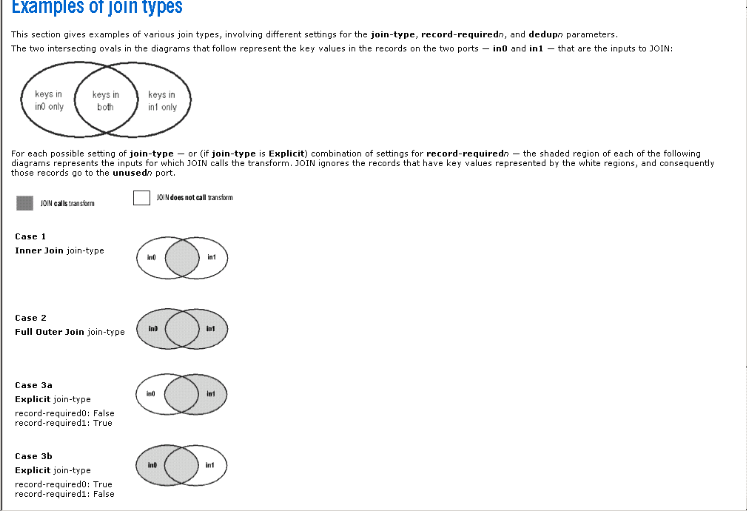 Examples of join types
This section gives examples of various join types, involving different settings for the join-type, record-requiredn, and dedupn parameters.
The two intersecting ovals in the diagrams that follow represent the key values in the records on the two ports — in0 and in1 — that are the inputs to JOIN:
keys in
in0 only
keys in
both
keys in
in1 only
For each possible setting of join-type — or (if join-type is Explicit) combination of settings for record-requiredn — the shaded region of each of the following
diagrams represents the inputs for which JOIN calls the transform. JOIN ignores the records that have key values represented by the white regions, and consequently
those records go to the unusedn port.
JOIN calls transform
JOIN does not call transform
Case 1
Inner Join join-type
in0
in1
Case 2
Full Outer Join join-type
in0
in1
Case 3a
Explicit join-type
record-required0: False
record-required1: True
in0
in1
Case 3b
Explicit join-type
record-required0: True
record-required1: False
in0
in1